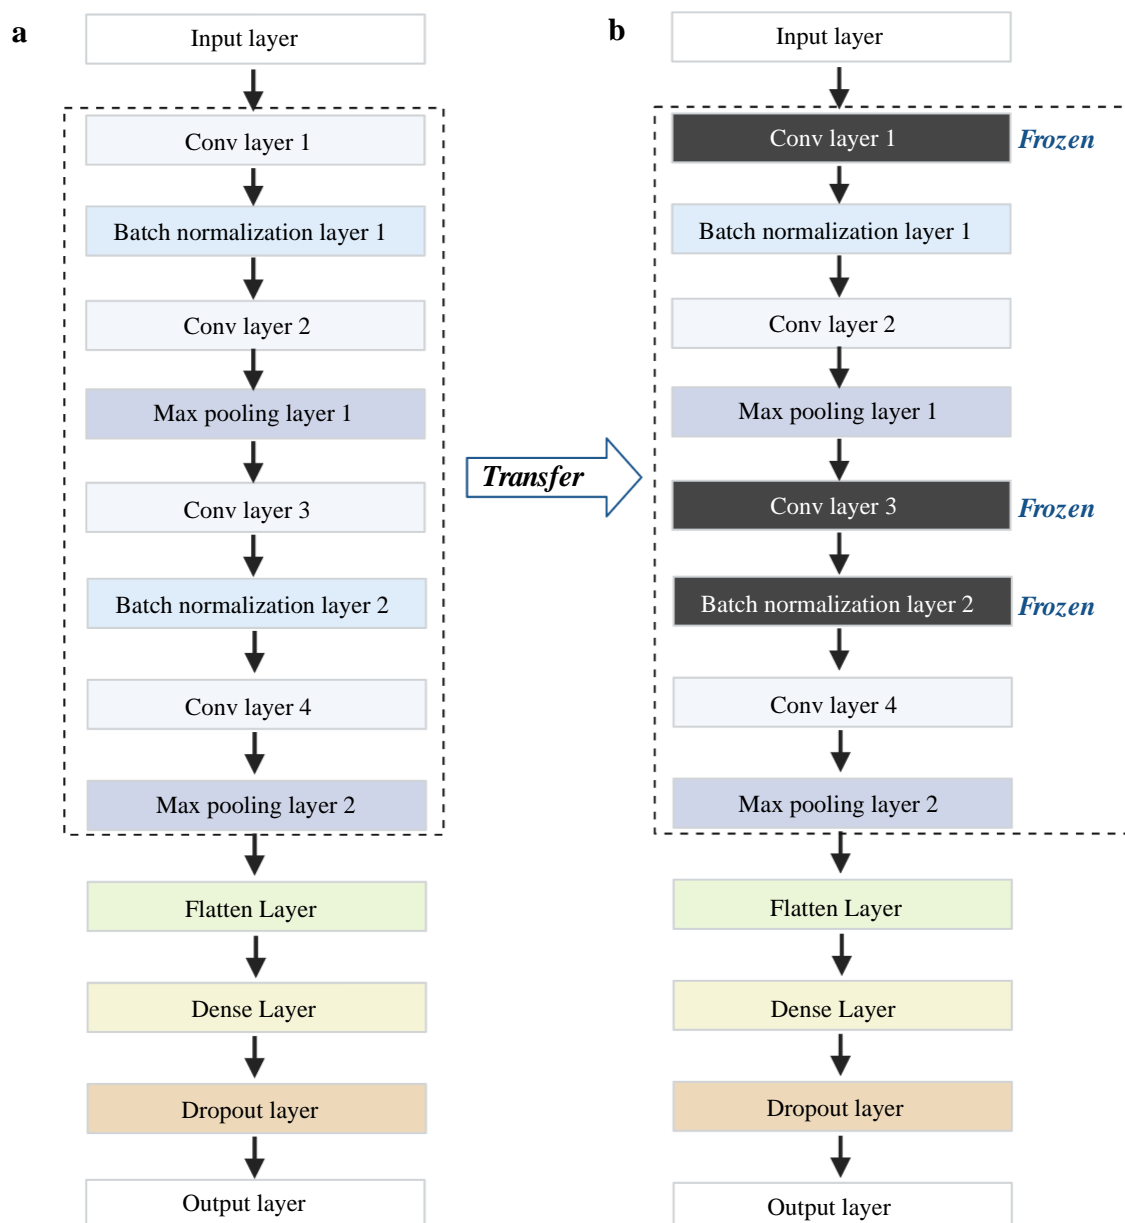 a
Input layer
Conv layer 1
Batch normalization layer 1
Conv layer 2
Max pooling layer 1
Conv layer 3
Batch normalization layer 2
Conv layer 4
Max pooling layer 2
Flatten Layer
Dense Layer
Dropout layer
Output layer
Transfer
b
Input layer
Conv layer 1 Frozen
Batch normalization layer 1
Conv layer 2
Max pooling layer 1
Conv layer 3 Frozen
Batch normalization layer 2 Frozen
Conv layer 4
Max pooling layer 2
Flatten Layer
Dense Layer
Dropout layer
Output layer